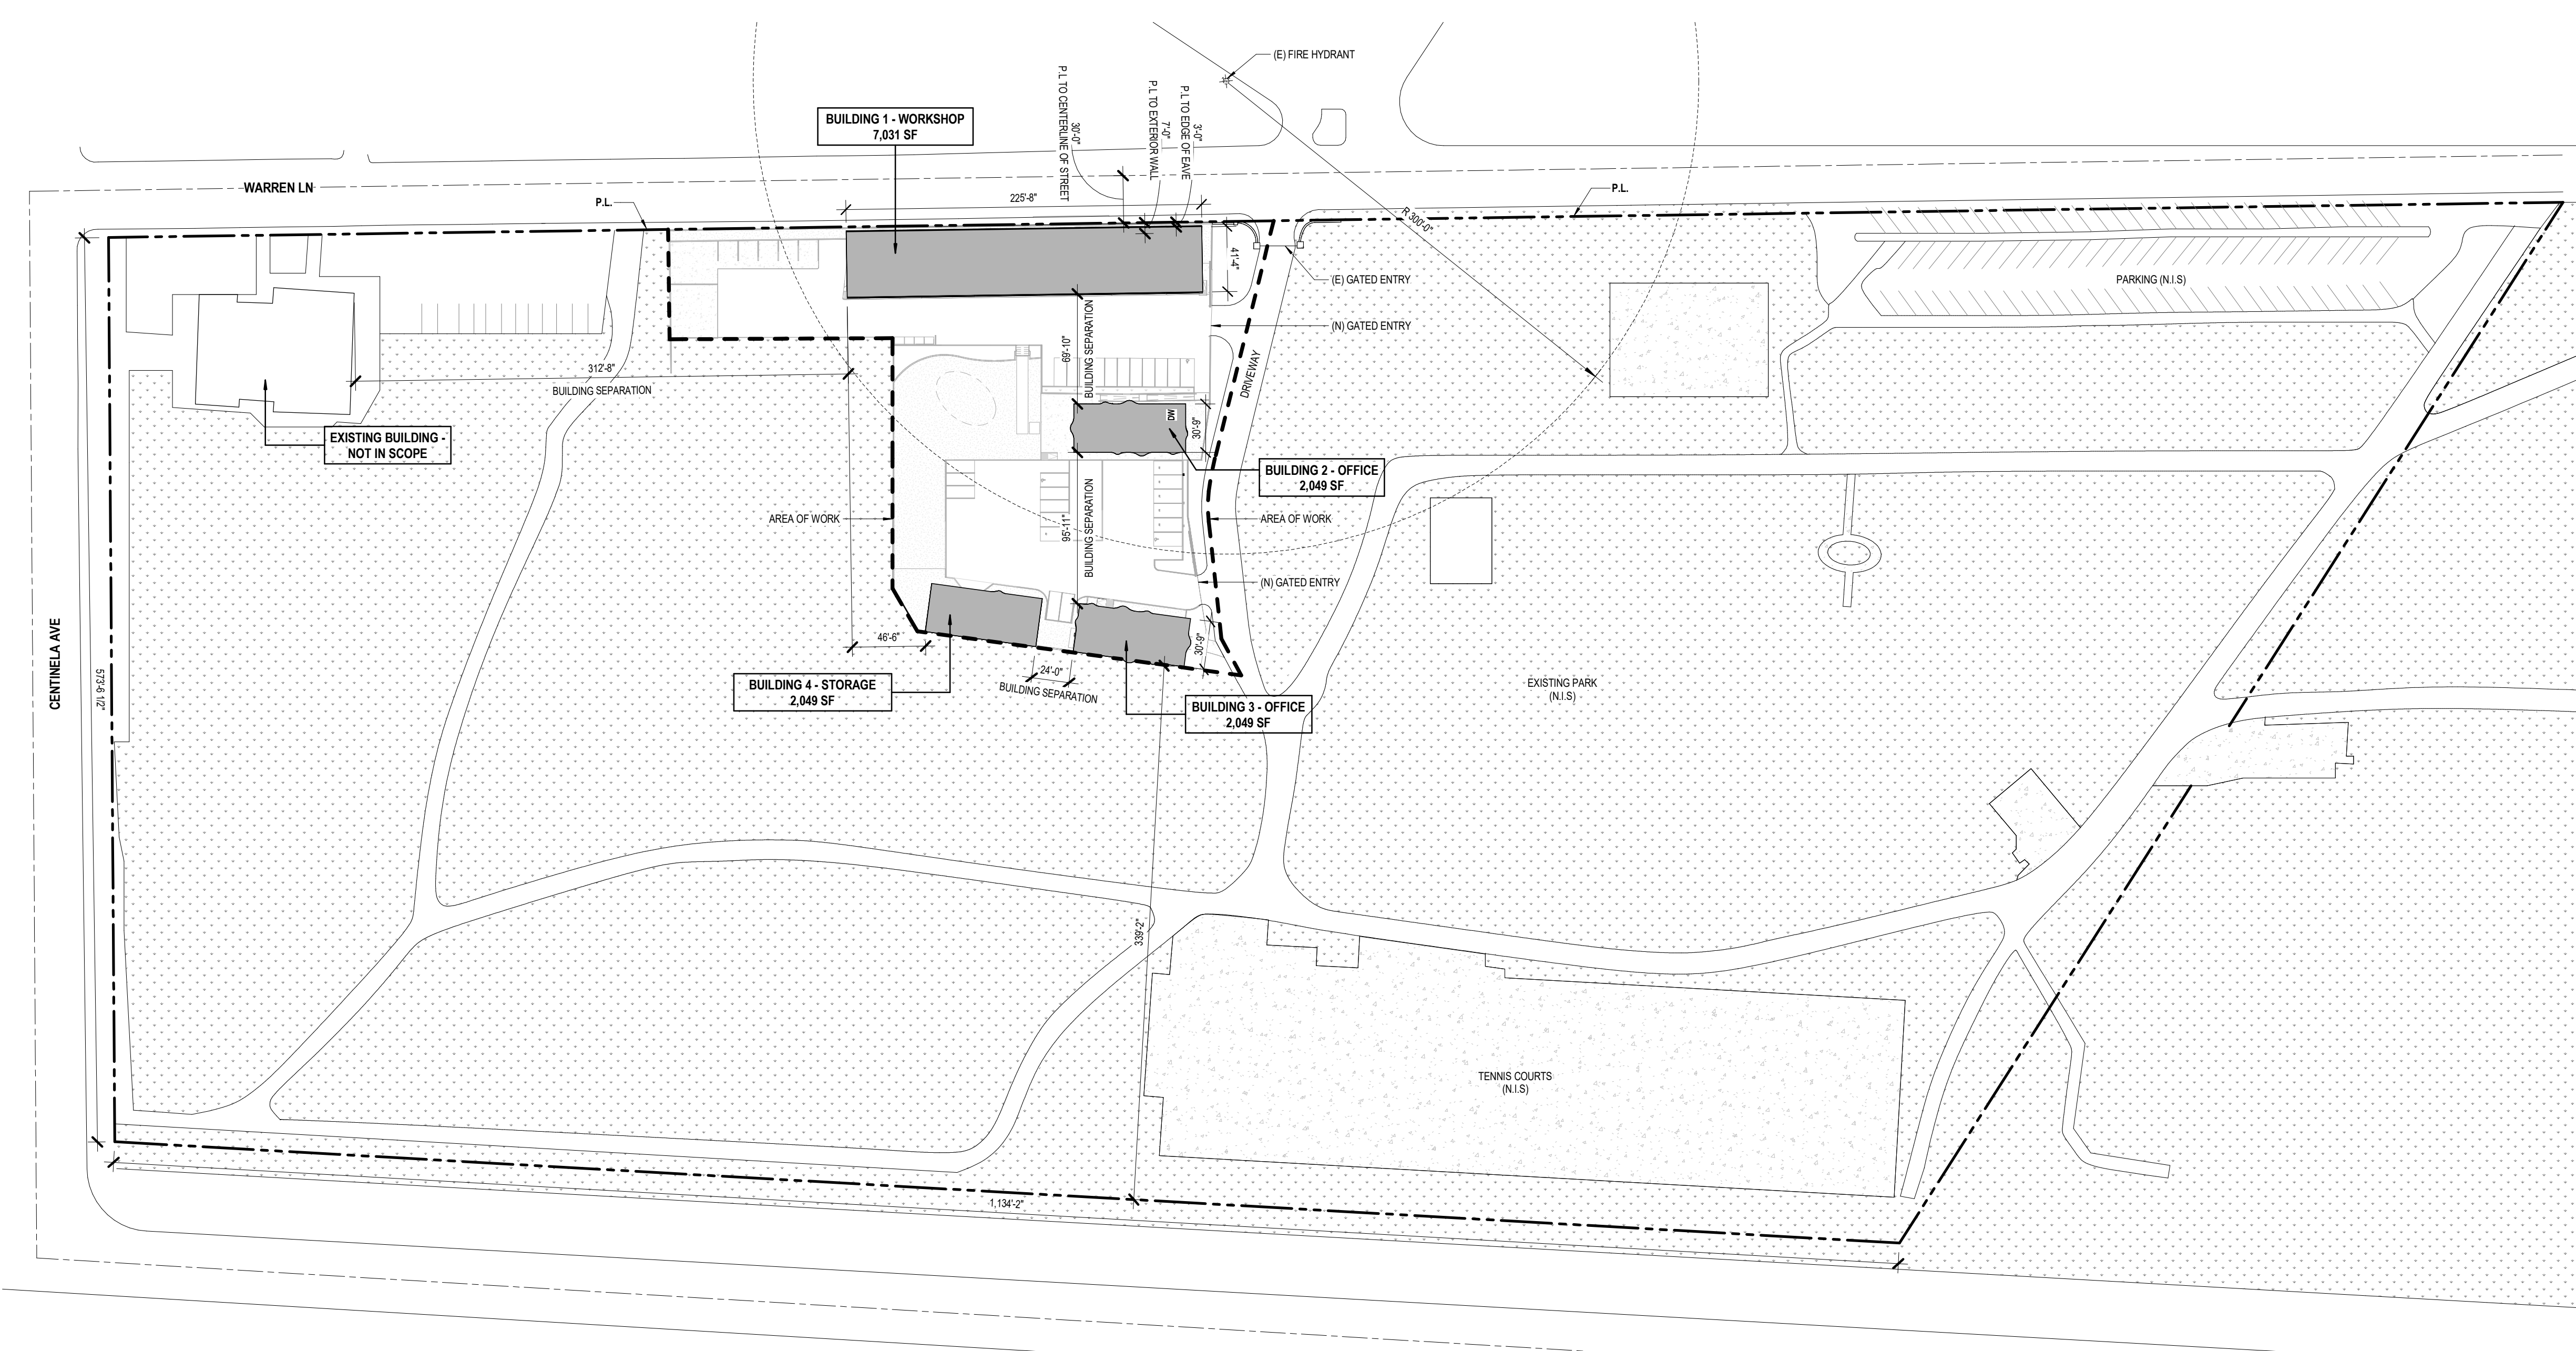 (E) FIRE HYDRANT
P.L TO CENTERLINE OF STREET
30'-0"
P.L TO EXTERIOR WALL
7'-0"
P.L TO EDGE OF EAVE
3'-0"
BUILDING 1 - WORKSHOP
7,031 SF
WARREN LN
P.L.
225'-8"
P.L.
R 300'-0"
41'-4"
(E) GATED ENTRY
PARKING (N.I.S)
(N) GATED ENTRY
69'-10"
BUILDING SEPARATION
312'-8"
BUILDING SEPARATION
DRIVEWAY
DW
30'-9"
EXISTING BUILDING -
NOT IN SCOPE
BUILDING 2 - OFFICE
2,049 SF
AREA OF WORK
95'-11"
BUILDING SEPARATION
AREA OF WORK
(N) GATED ENTRY
CENTINELA AVE
573'-6 1/2"
46'-6"
30'-9"
24'-0"
BUILDING SEPARATION
BUILDING 4 - STORAGE
2,049 SF
BUILDING 3 - OFFICE
2,049 SF
EXISTING PARK
(N.I.S)
339'-2"
TENNIS COURTS
(N.I.S)
1,134'-2"